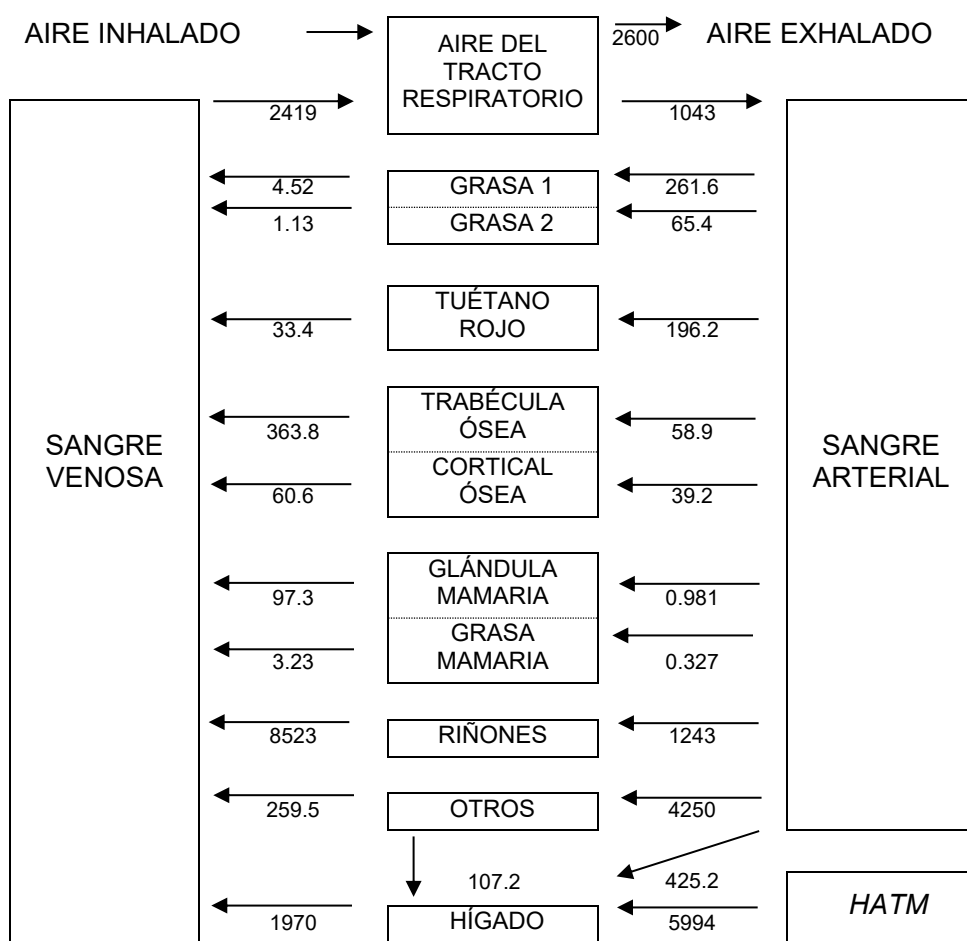 AIRE INHALADO
AIRE DEL
TRACTO
RESPIRATORIO
2600
AIRE EXHALADO
2419
1043
4.52
GRASA 1
261.6
1.13
GRASA 2
65.4
TUÉTANO
ROJO
33.4
196.2
TRABÉCULA
ÓSEA
363.8
58.9
SANGRE
VENOSA
CORTICAL
ÓSEA
60.6
39.2
SANGRE
ARTERIAL
GLÁNDULA
MAMARIA
97.3
0.981
GRASA
MAMARIA
3.23
0.327
RIÑONES
8523
1243
OTROS
259.5
4250
107.2
425.2
HÍGADO
1970
5994
HATM